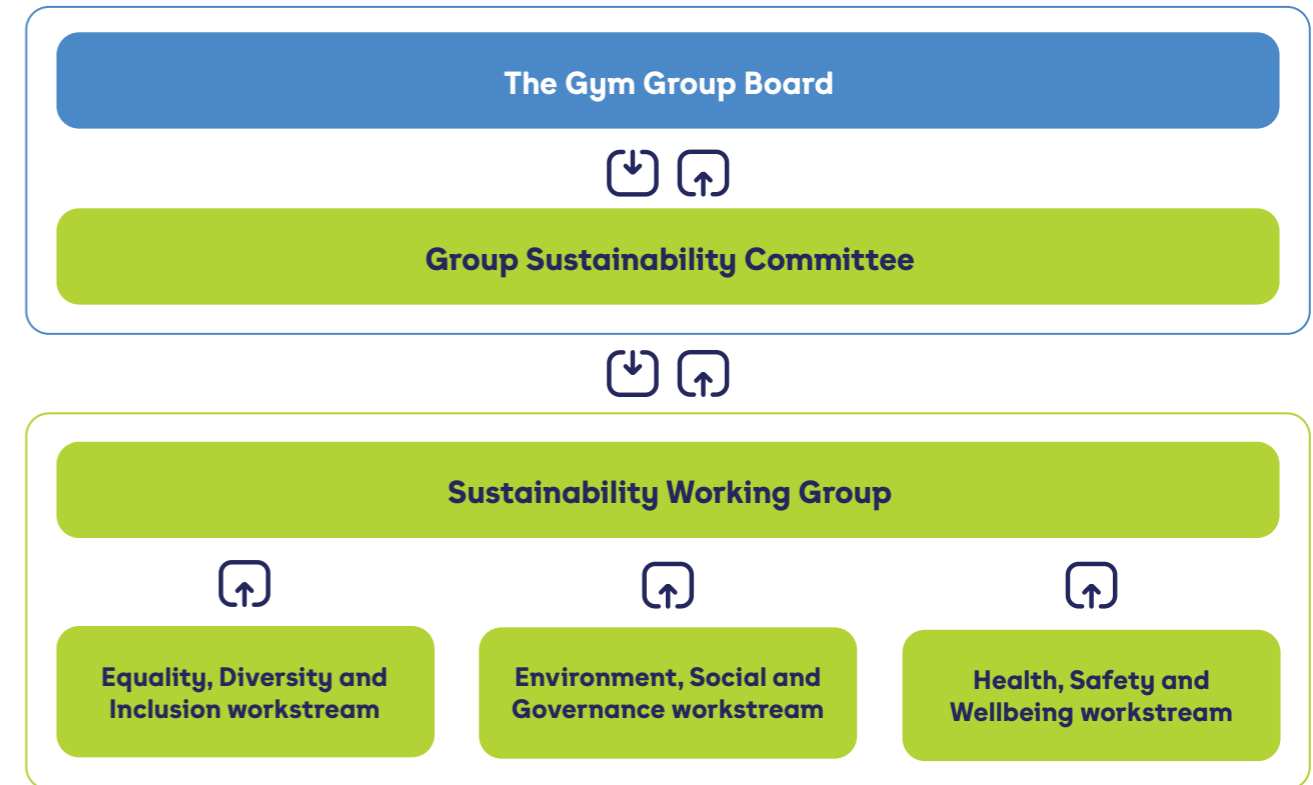 The Gym Group Board
Group Sustainability Committee
Sustainability Working Group
Equality, Diversity and
Inclusion workstream
Environment, Social and
Governance workstream
Health, Safety and
Wellbeing workstream